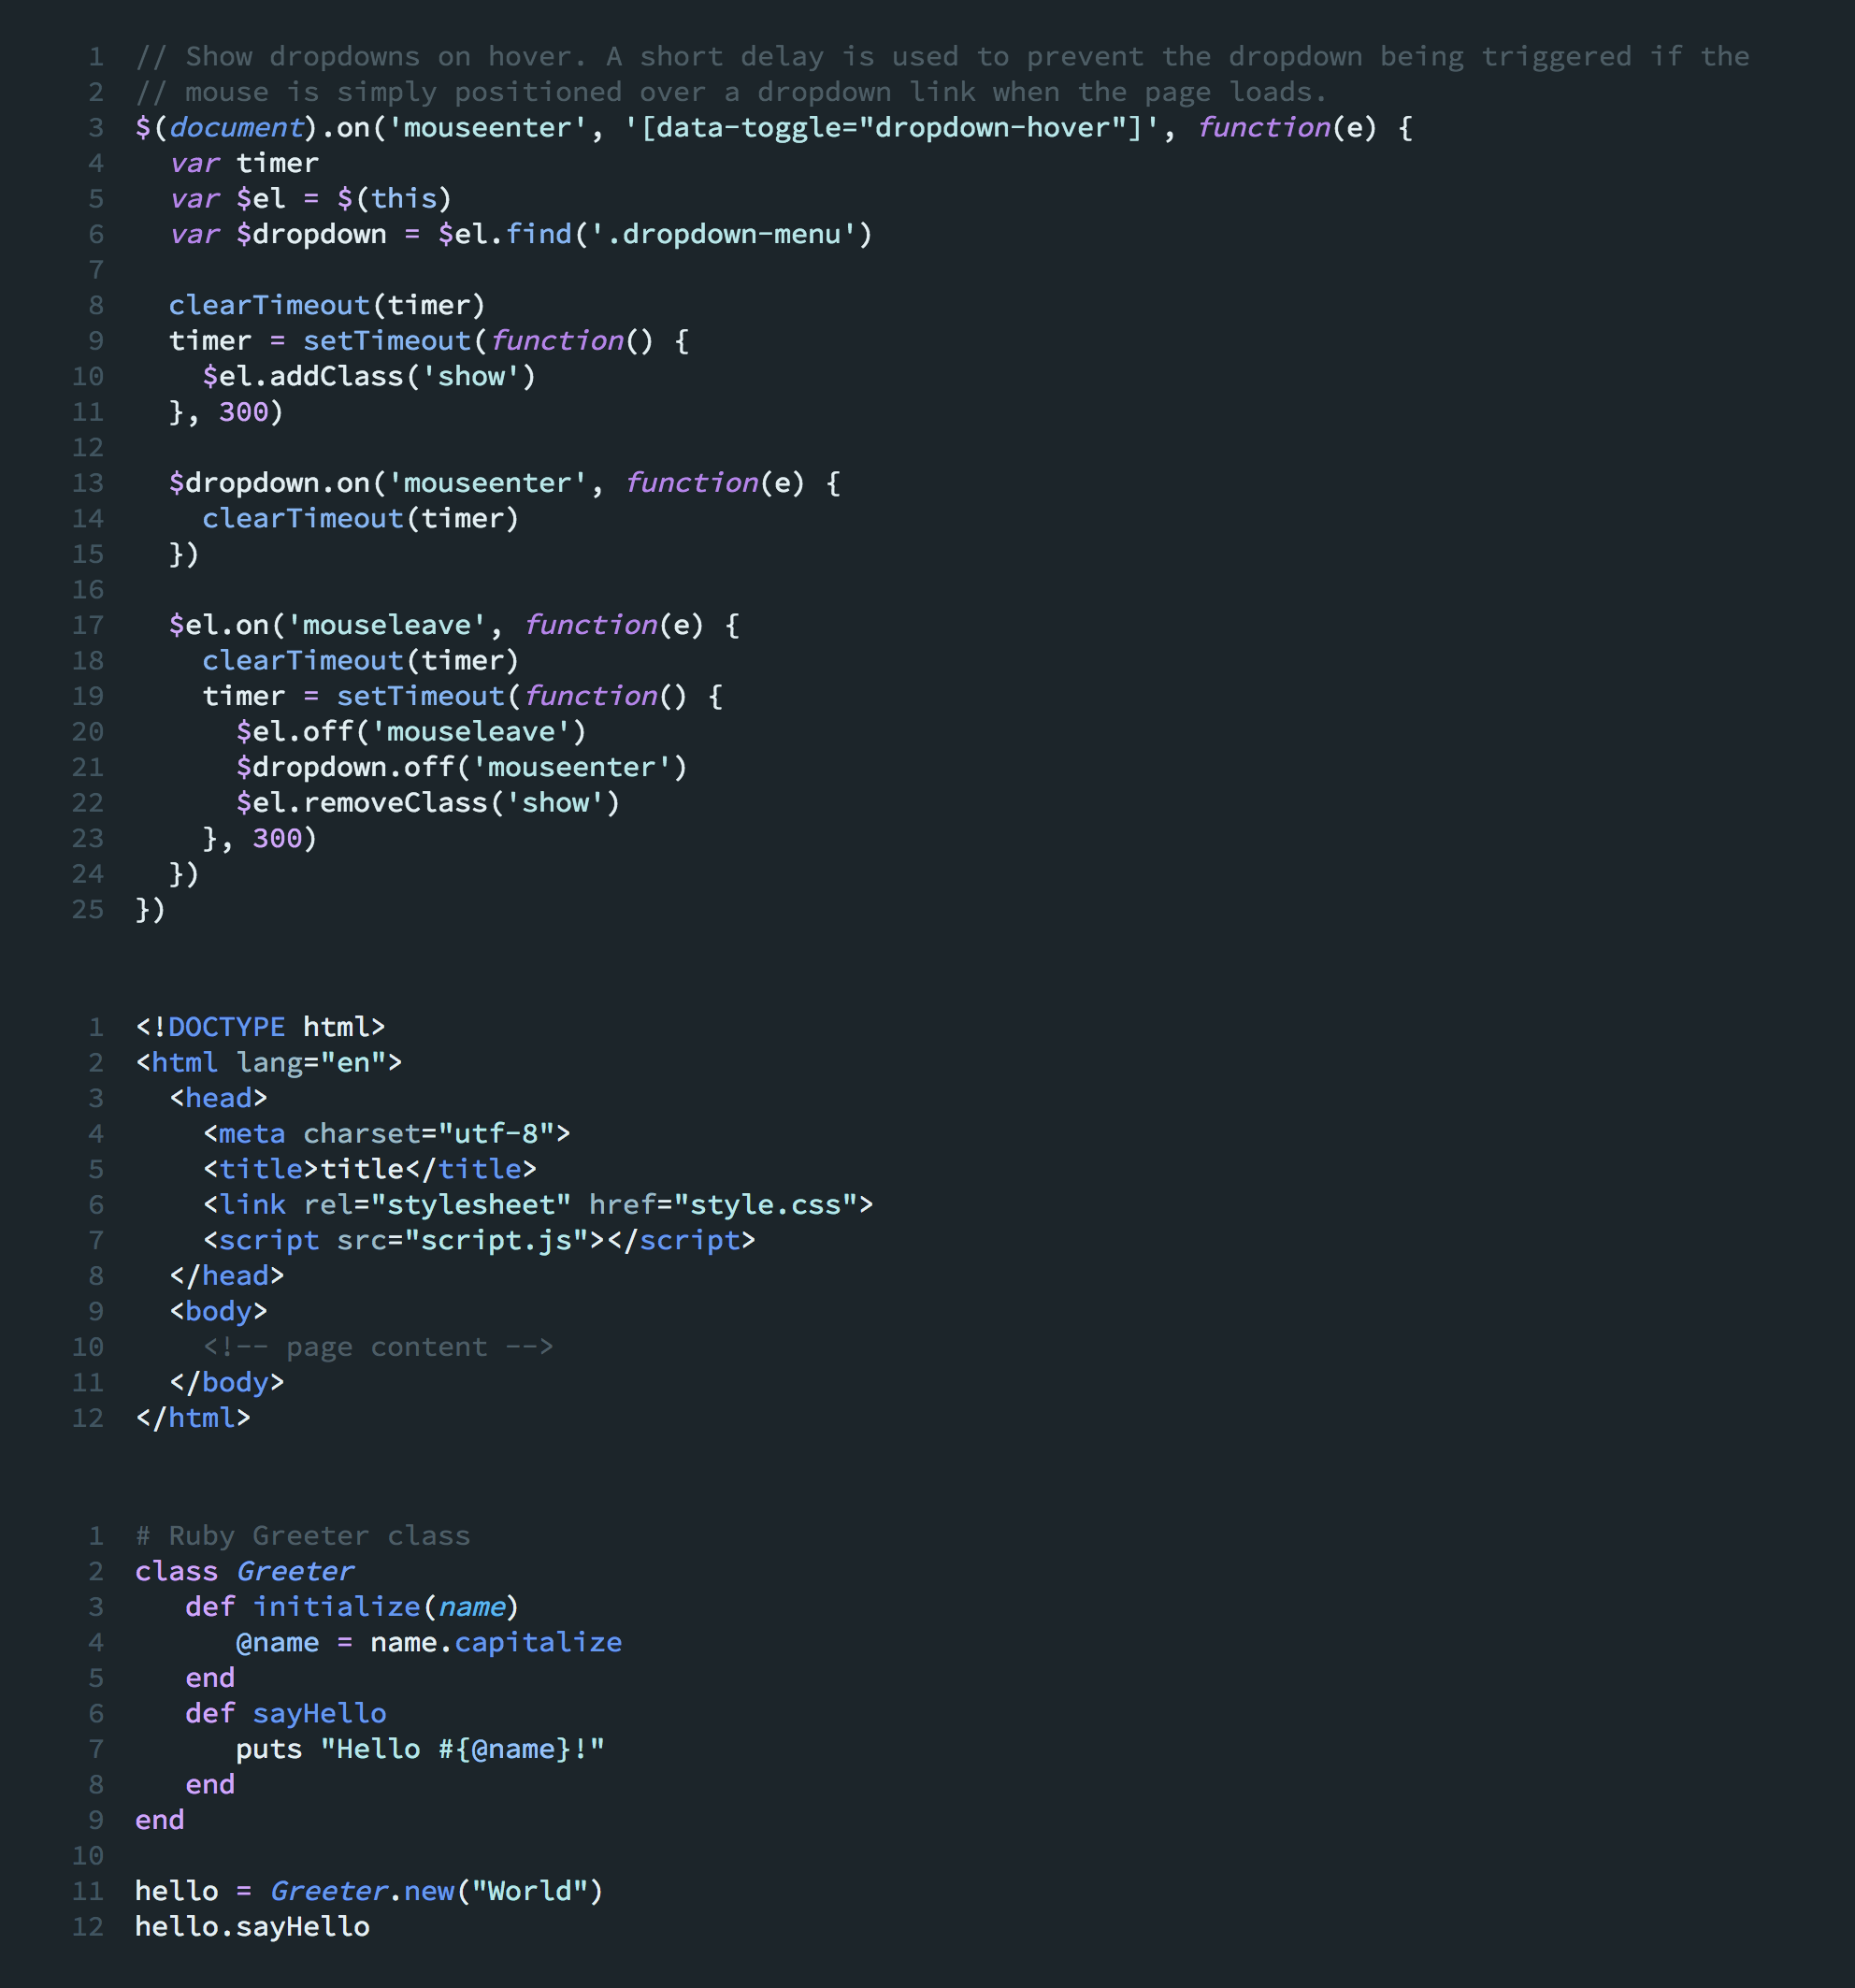 1 // Show dropdowns on hover. A short delay is used to prevent the dropdown being triggered if the
2 // mouse is simply positioned over a dropdown link when the page loads.
3 $(document).on('mouseenter', '[data-toggle="dropdown-hover"]', function(e) {
4   var timer
5   var $el = $(this)
6   var $dropdown = $el.find('.dropdown-menu')
7
8   clearTimeout(timer)
9   timer = setTimeout(function() {
10     $el.addClass('show')
11   }, 300)
12
13   $dropdown.on('mouseenter', function(e) {
14     clearTimeout(timer)
15   })
16
17   $el.on('mouseleave', function(e) {
18     clearTimeout(timer)
19     timer = setTimeout(function() {
20       $el.off('mouseleave')
21       $dropdown.off('mouseenter')
22       $el.removeClass('show')
23     }, 300)
24   })
25 })
1 <!DOCTYPE html>
2 <html lang="en">
3   <head>
4     <meta charset="utf-8">
5     <title>title</title>
6     <link rel="stylesheet" href="style.css">
7     <script src="script.js"></script>
8   </head>
9   <body>
10     <!-- page content -->
11   </body>
12 </html>
1 # Ruby Greeter class
2 class Greeter
3    def initialize(name)
4       @name = name.capitalize
5    end
6    def sayHello
7       puts "Hello #{@name}!"
8    end
9 end
10
11 hello = Greeter.new("World")
12 hello.sayHello